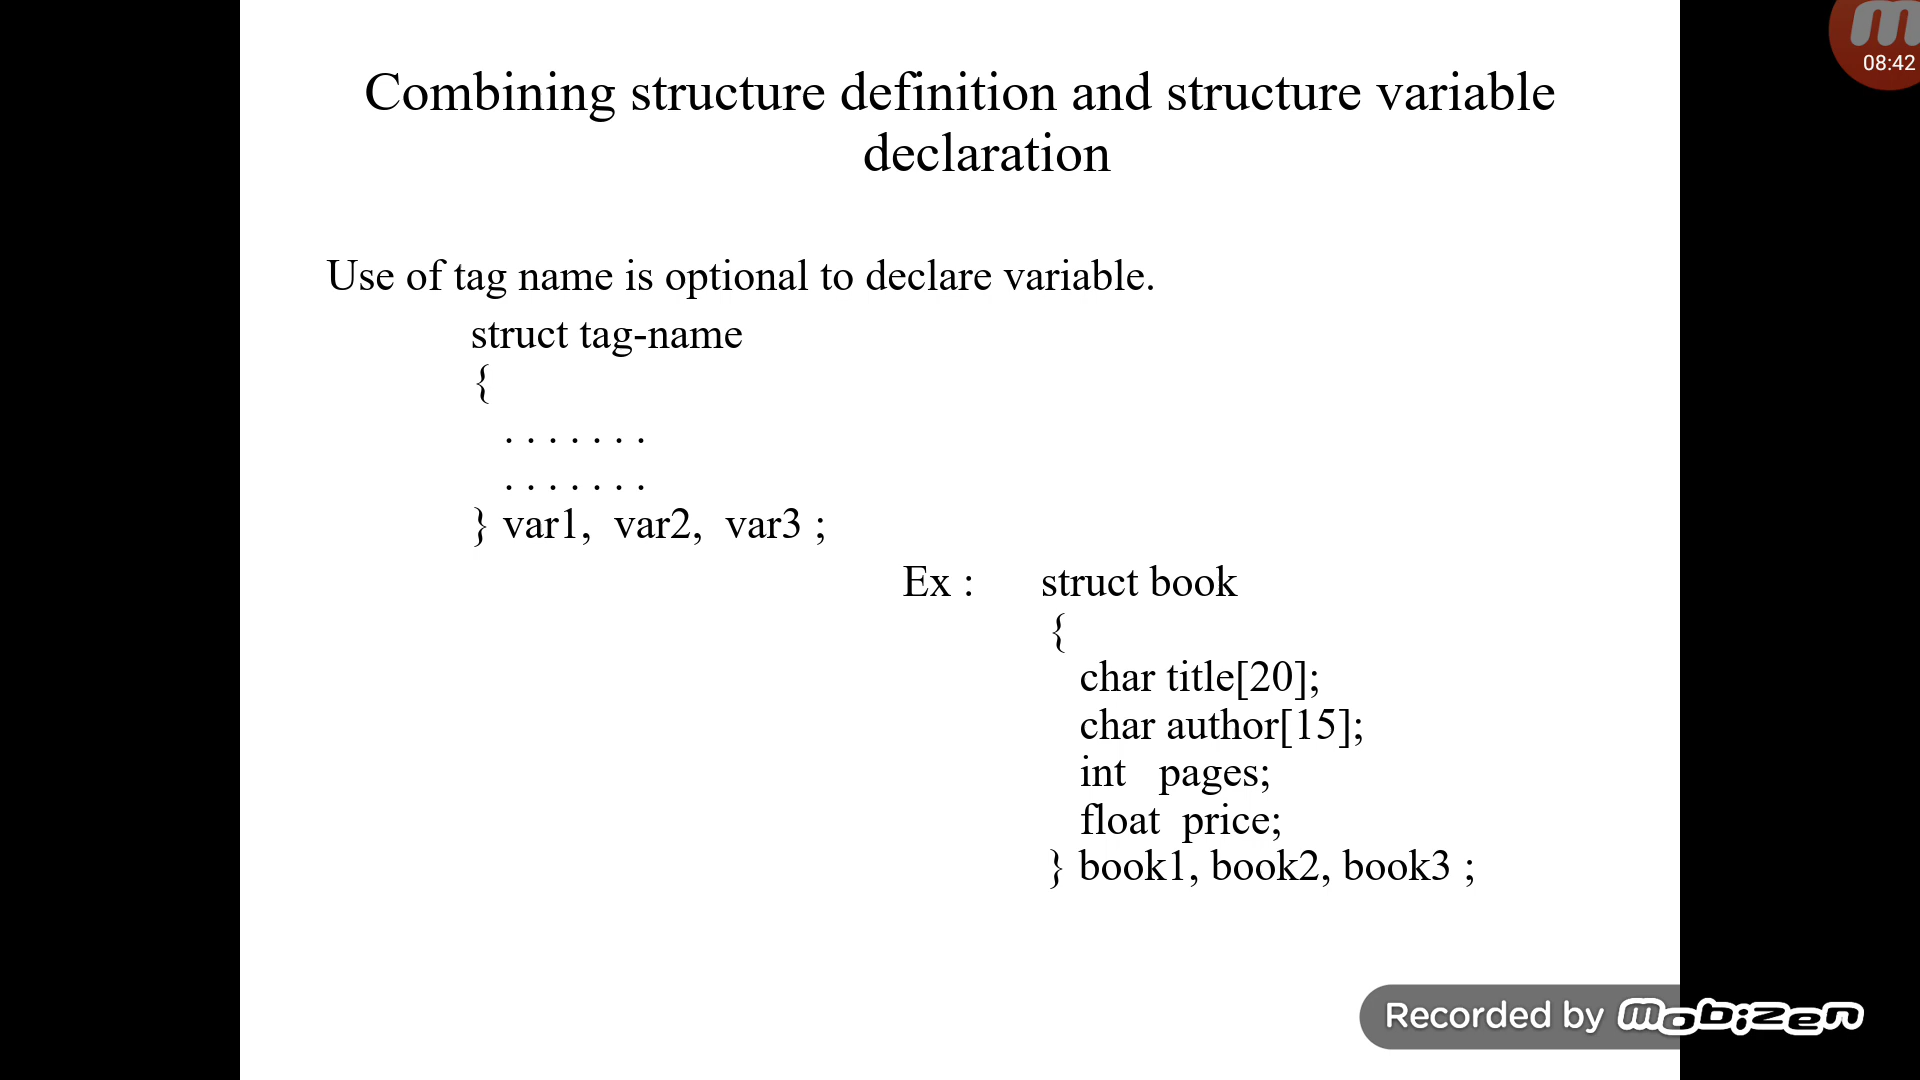 08:42
Combining structure definition and structure variable
declaration
Use of tag name is optional to declare variable.
struct tag-name
{
. . . . . . .
. . . . . . .
} var1, var2, var3 ;
Ex : struct book
{
char title[20];
char author[15];
int pages;
float price;
} book1, book2, book3 ;
Recorded by mobizen